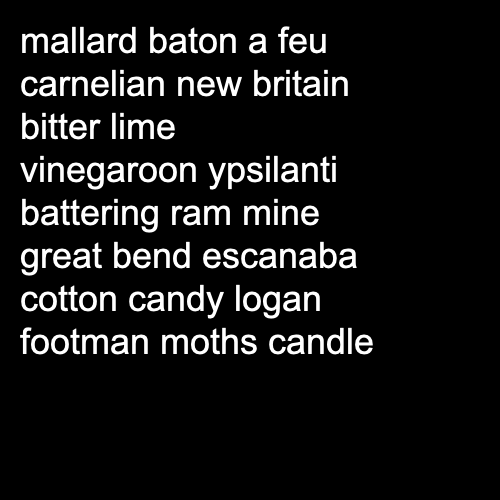 mallard baton a feu
carnelian new britain
bitter lime
vinegaroon ypsilanti
battering ram mine
great bend escanaba
cotton candy logan
footman moths candle